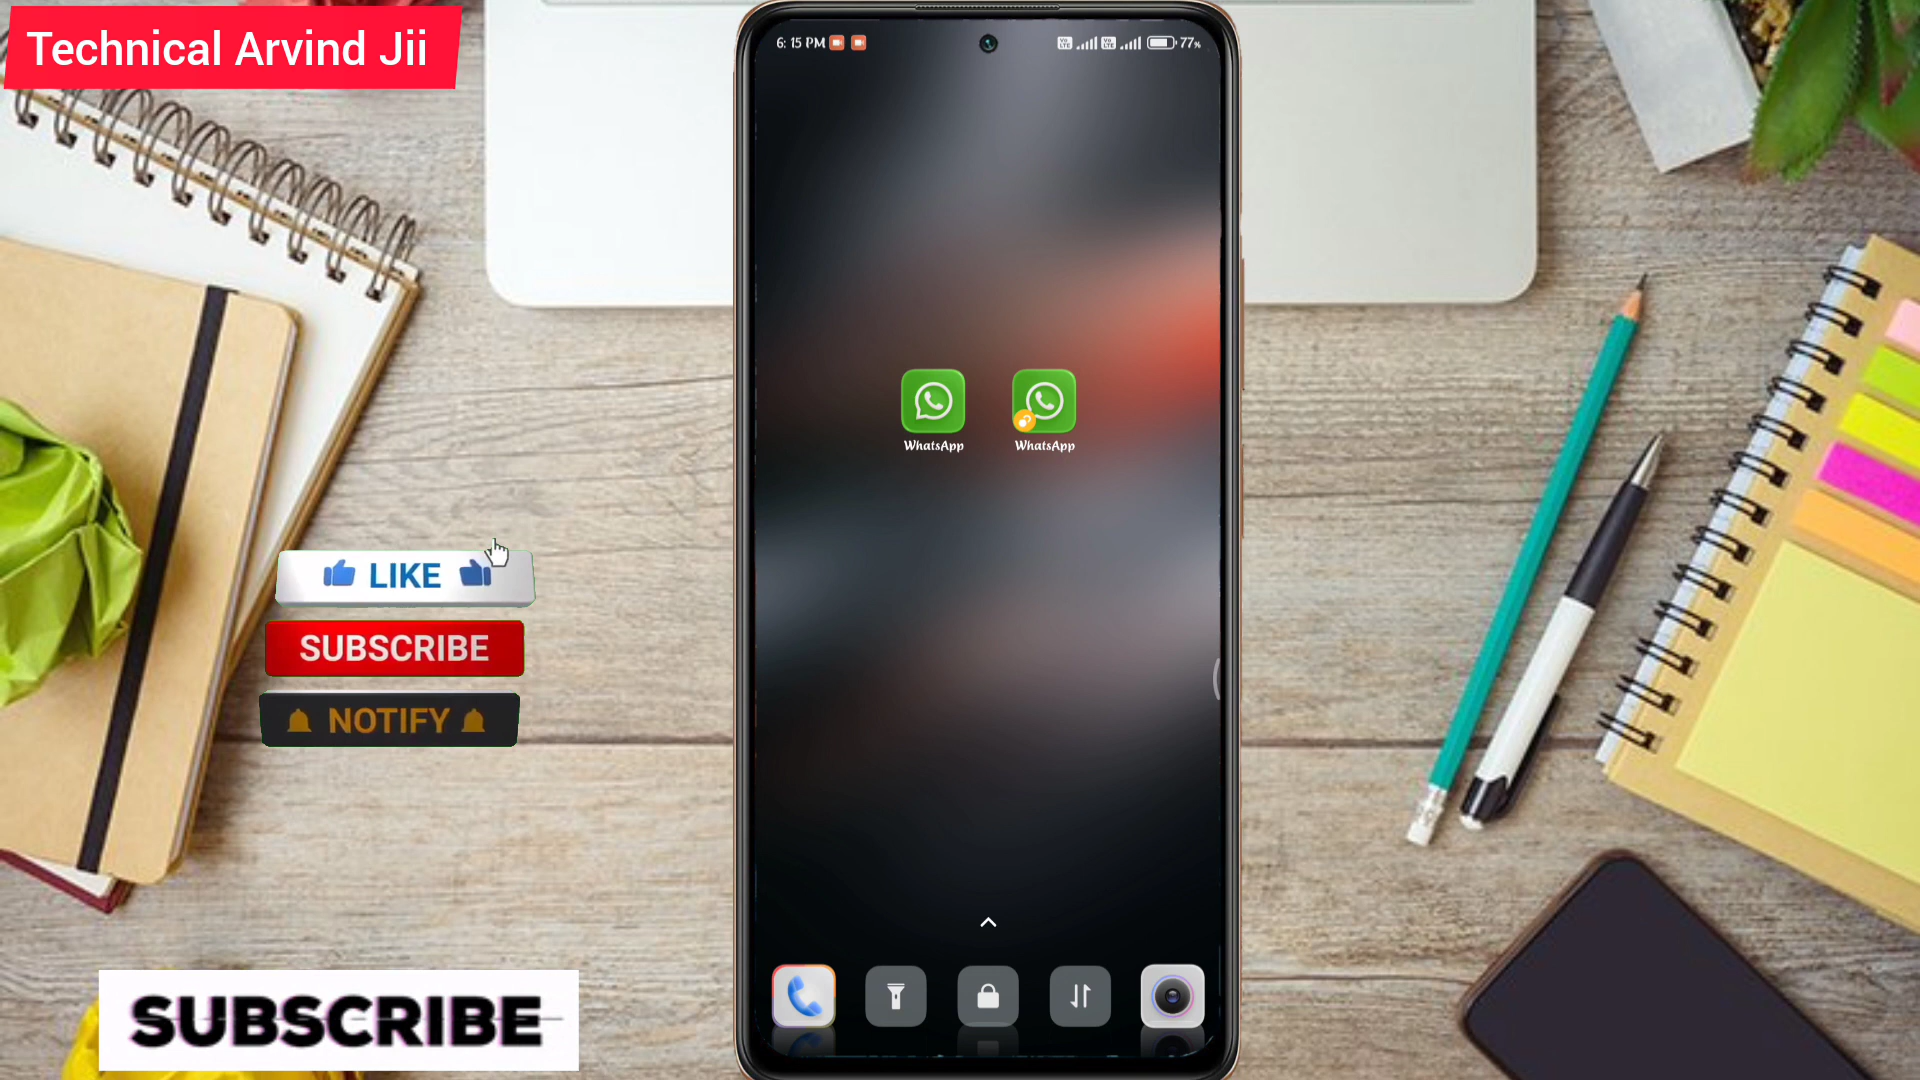 Technical Arvind Jii
6:15 PM
77%
WhatsApp
WhatsApp
LIKE
SUBSCRIBE
NOTIFY
SUBSCRIBE